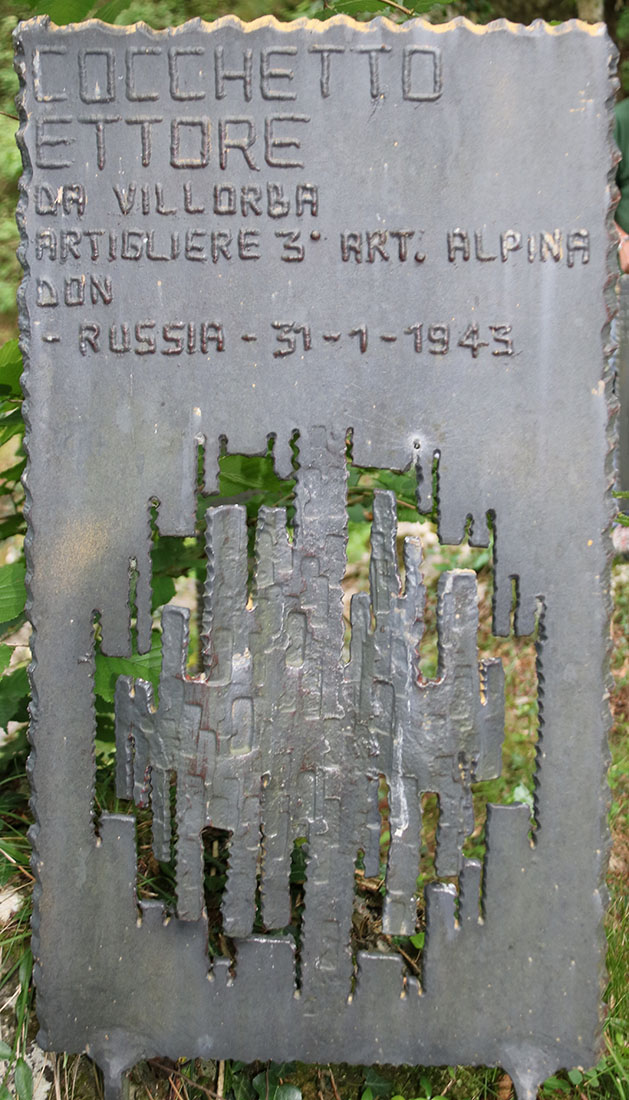 COCCHETTO
ETTORE
DA VILLORBA
ARTIGLIERE 3° ART. ALPINA
DON
- RUSSIA - 31-1-1943